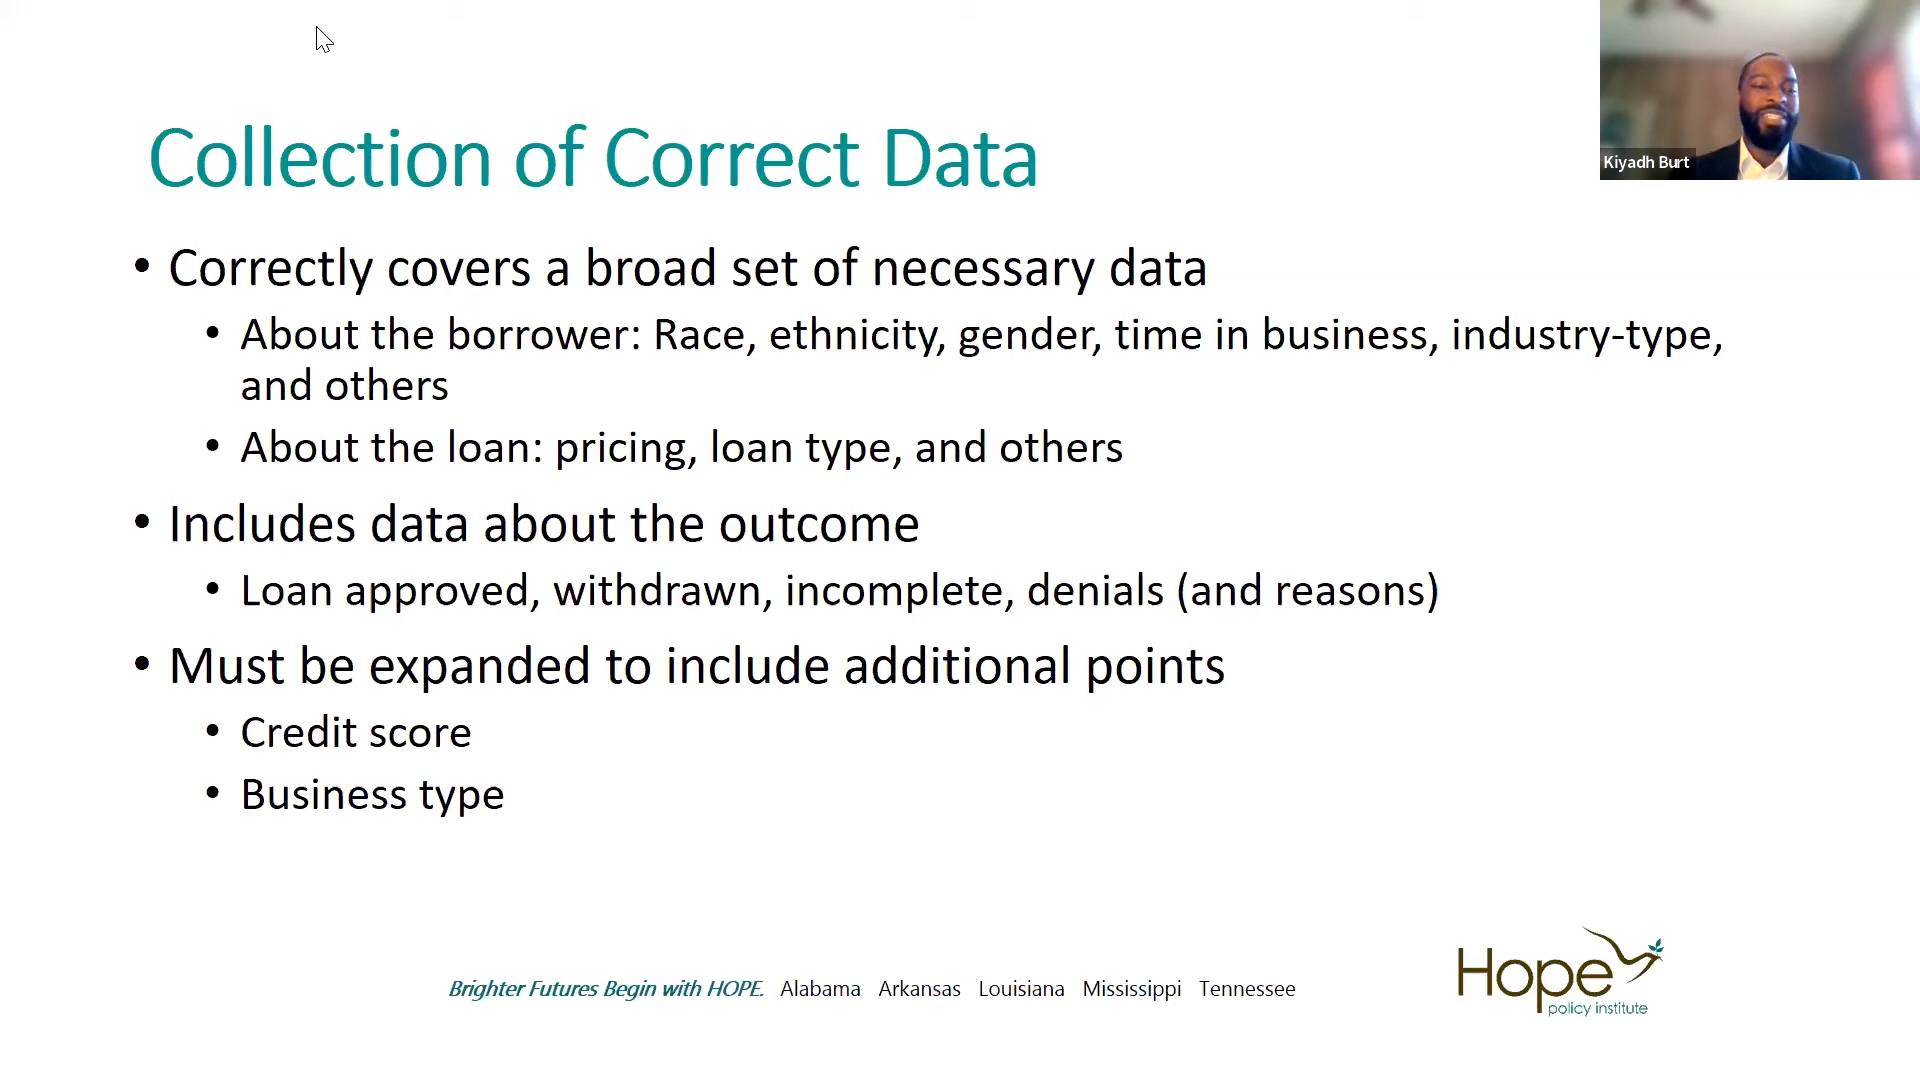 Kiyadh Burt
Collection of Correct Data
• Correctly covers a broad set of necessary data
• About the borrower: Race, ethnicity, gender, time in business, industry-type,
and others
• About the loan: pricing, loan type, and others
• Includes data about the outcome
• Loan approved, withdrawn, incomplete, denials (and reasons)
• Must be expanded to include additional points
• Credit score
• Business type
Brighter Futures Begin with HOPE. Alabama Arkansas Louisiana Mississippi Tennessee
Hope
policy institute